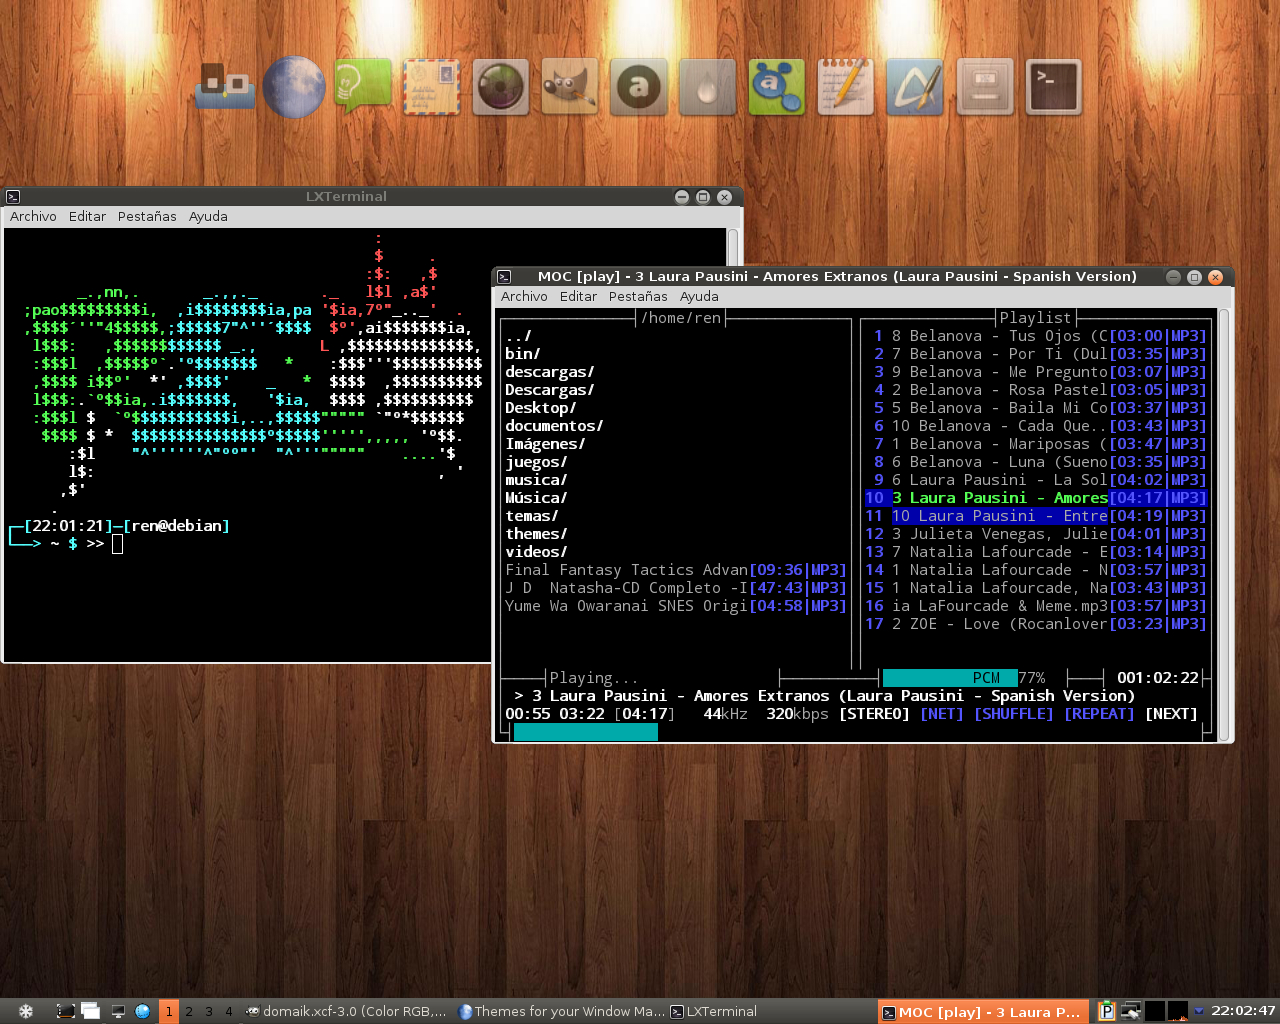 LXTerminal
Archivo Editar Pestañas Ayuda
┌─[22:01:21]─[ren@debian]
└──> ~ $ >>
MOC [play] - 3 Laura Pausini - Amores Extranos (Laura Pausini - Spanish Version)
Archivo Editar Pestañas Ayuda
/home/ren
../
bin/
descargas/
Descargas/
Desktop/
documentos/
Imágenes/
juegos/
musica/
Música/
temas/
themes/
videos/
Final Fantasy Tactics Advan[09:36|MP3]
J D  Natasha-CD Completo -I[47:43|MP3]
Yume Wa Owaranai SNES Origi[04:58|MP3]
Playlist
1 8 Belanova - Tus Ojos (C[03:00|MP3]
2 7 Belanova - Por Ti (Dul[03:35|MP3]
3 9 Belanova - Me Pregunto[03:07|MP3]
4 2 Belanova - Rosa Pastel[03:05|MP3]
5 5 Belanova - Baila Mi Co[03:37|MP3]
6 10 Belanova - Cada Que..[03:43|MP3]
7 1 Belanova - Mariposas ([03:47|MP3]
8 6 Belanova - Luna (Sueno[03:35|MP3]
9 6 Laura Pausini - La Sol[04:02|MP3]
10 3 Laura Pausini - Amores[04:17|MP3]
11 10 Laura Pausini - Entre[04:19|MP3]
12 3 Julieta Venegas, Julie[04:01|MP3]
13 7 Natalia Lafourcade - E[03:14|MP3]
14 1 Natalia Lafourcade - N[03:57|MP3]
15 1 Natalia Lafourcade, Na[03:43|MP3]
16 ia LaFourcade & Meme.mp3[03:57|MP3]
17 2 ZOE - Love (Rocanlover[03:23|MP3]
Playing... PCM 77% 001:02:22
> 3 Laura Pausini - Amores Extranos (Laura Pausini - Spanish Version)
00:55 03:22 [04:17] 44kHz 320kbps [STEREO] [NET] [SHUFFLE] [REPEAT] [NEXT]
1 2 3 4 domaik.xcf-3.0 (Color RGB,... Themes for your Window Ma... LXTerminal MOC [play] - 3 Laura P... 22:02:47